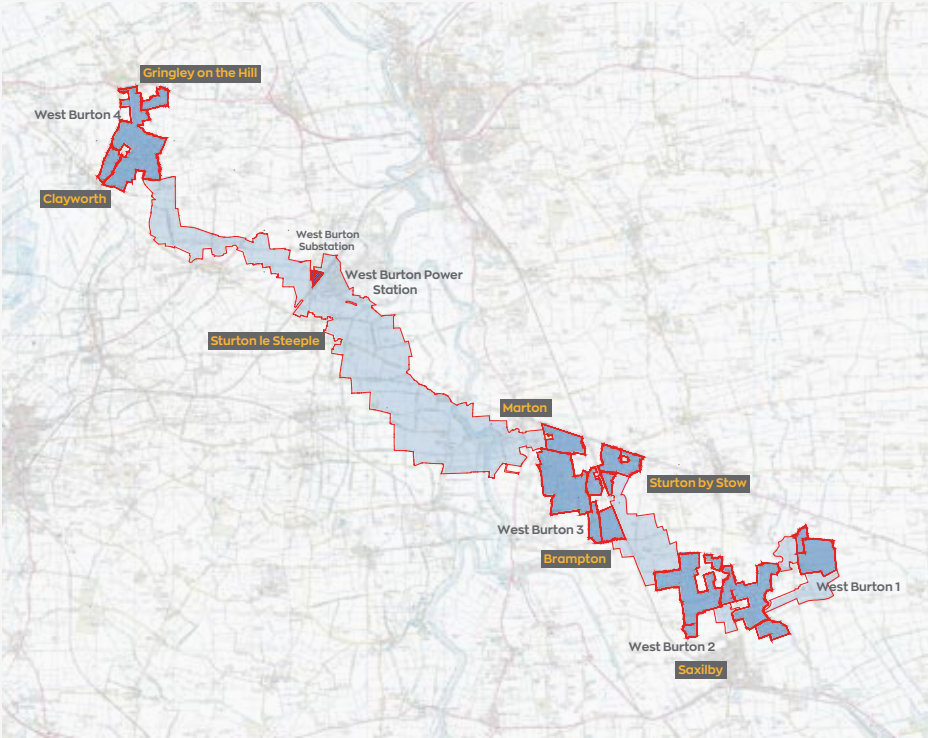 Gringley on the Hill
West Burton 4
Clayworth
West Burton
Substation
West Burton Power
Station
Sturton le Steeple
Marton
Sturton by Stow
West Burton 3
Brampton
West Burton 1
West Burton 2
Saxilby